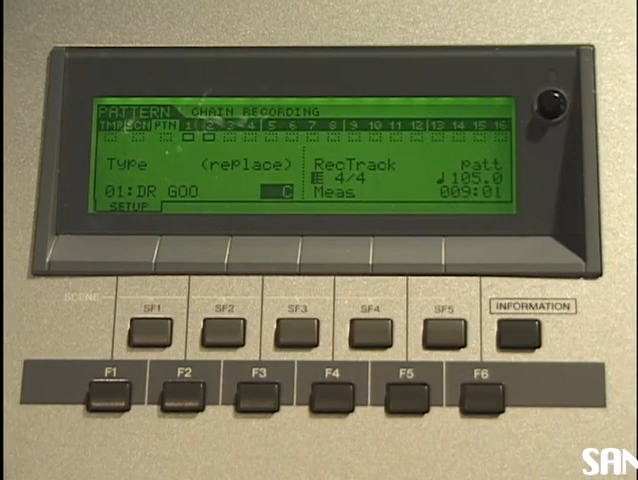 PATTERN CHAIN RECORDING
TMP SCN PTN 1 2 3 4 5 6 7 8 9 10 11 12 13 14 15 16
Type (replace) RecTrack patt
4/4 ♩105.0
01:DR GOO C Meas 009:01
SETUP
SCENE SF1 SF2 SF3 SF4 SF5 INFORMATION
F1 F2 F3 F4 F5 F6
SAN